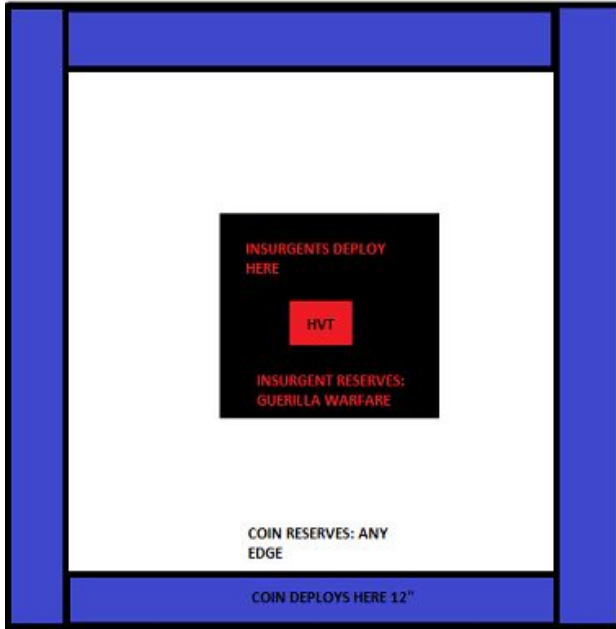 INSURGENTS DEPLOY
HERE
HVT
INSURGENT RESERVES:
GUERILLA WARFARE
COIN RESERVES: ANY
EDGE
COIN DEPLOYS HERE 12"